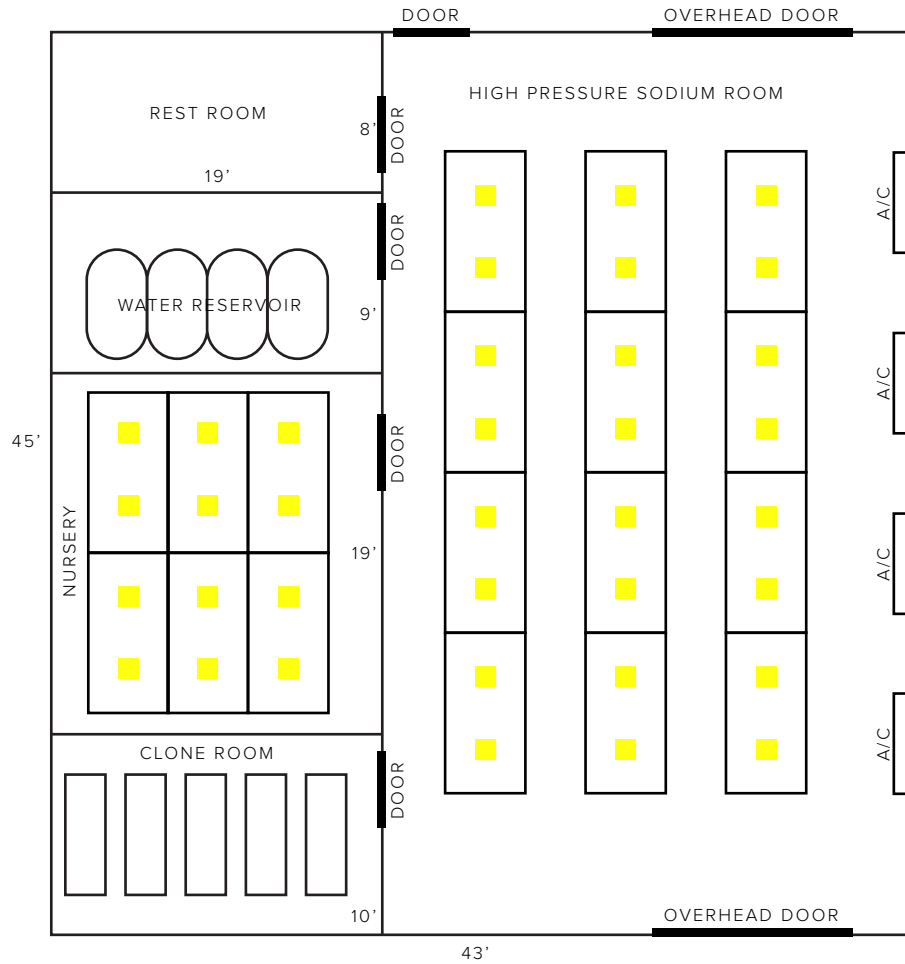 DOOR
OVERHEAD DOOR
HIGH PRESSURE SODIUM ROOM
REST ROOM
8’
DOOR
19’
A/C
DOOR
WATER RESERVOIR
9’
A/C
45’
DOOR
NURSERY
19’
A/C
CLONE ROOM
DOOR
A/C
10’
OVERHEAD DOOR
43’